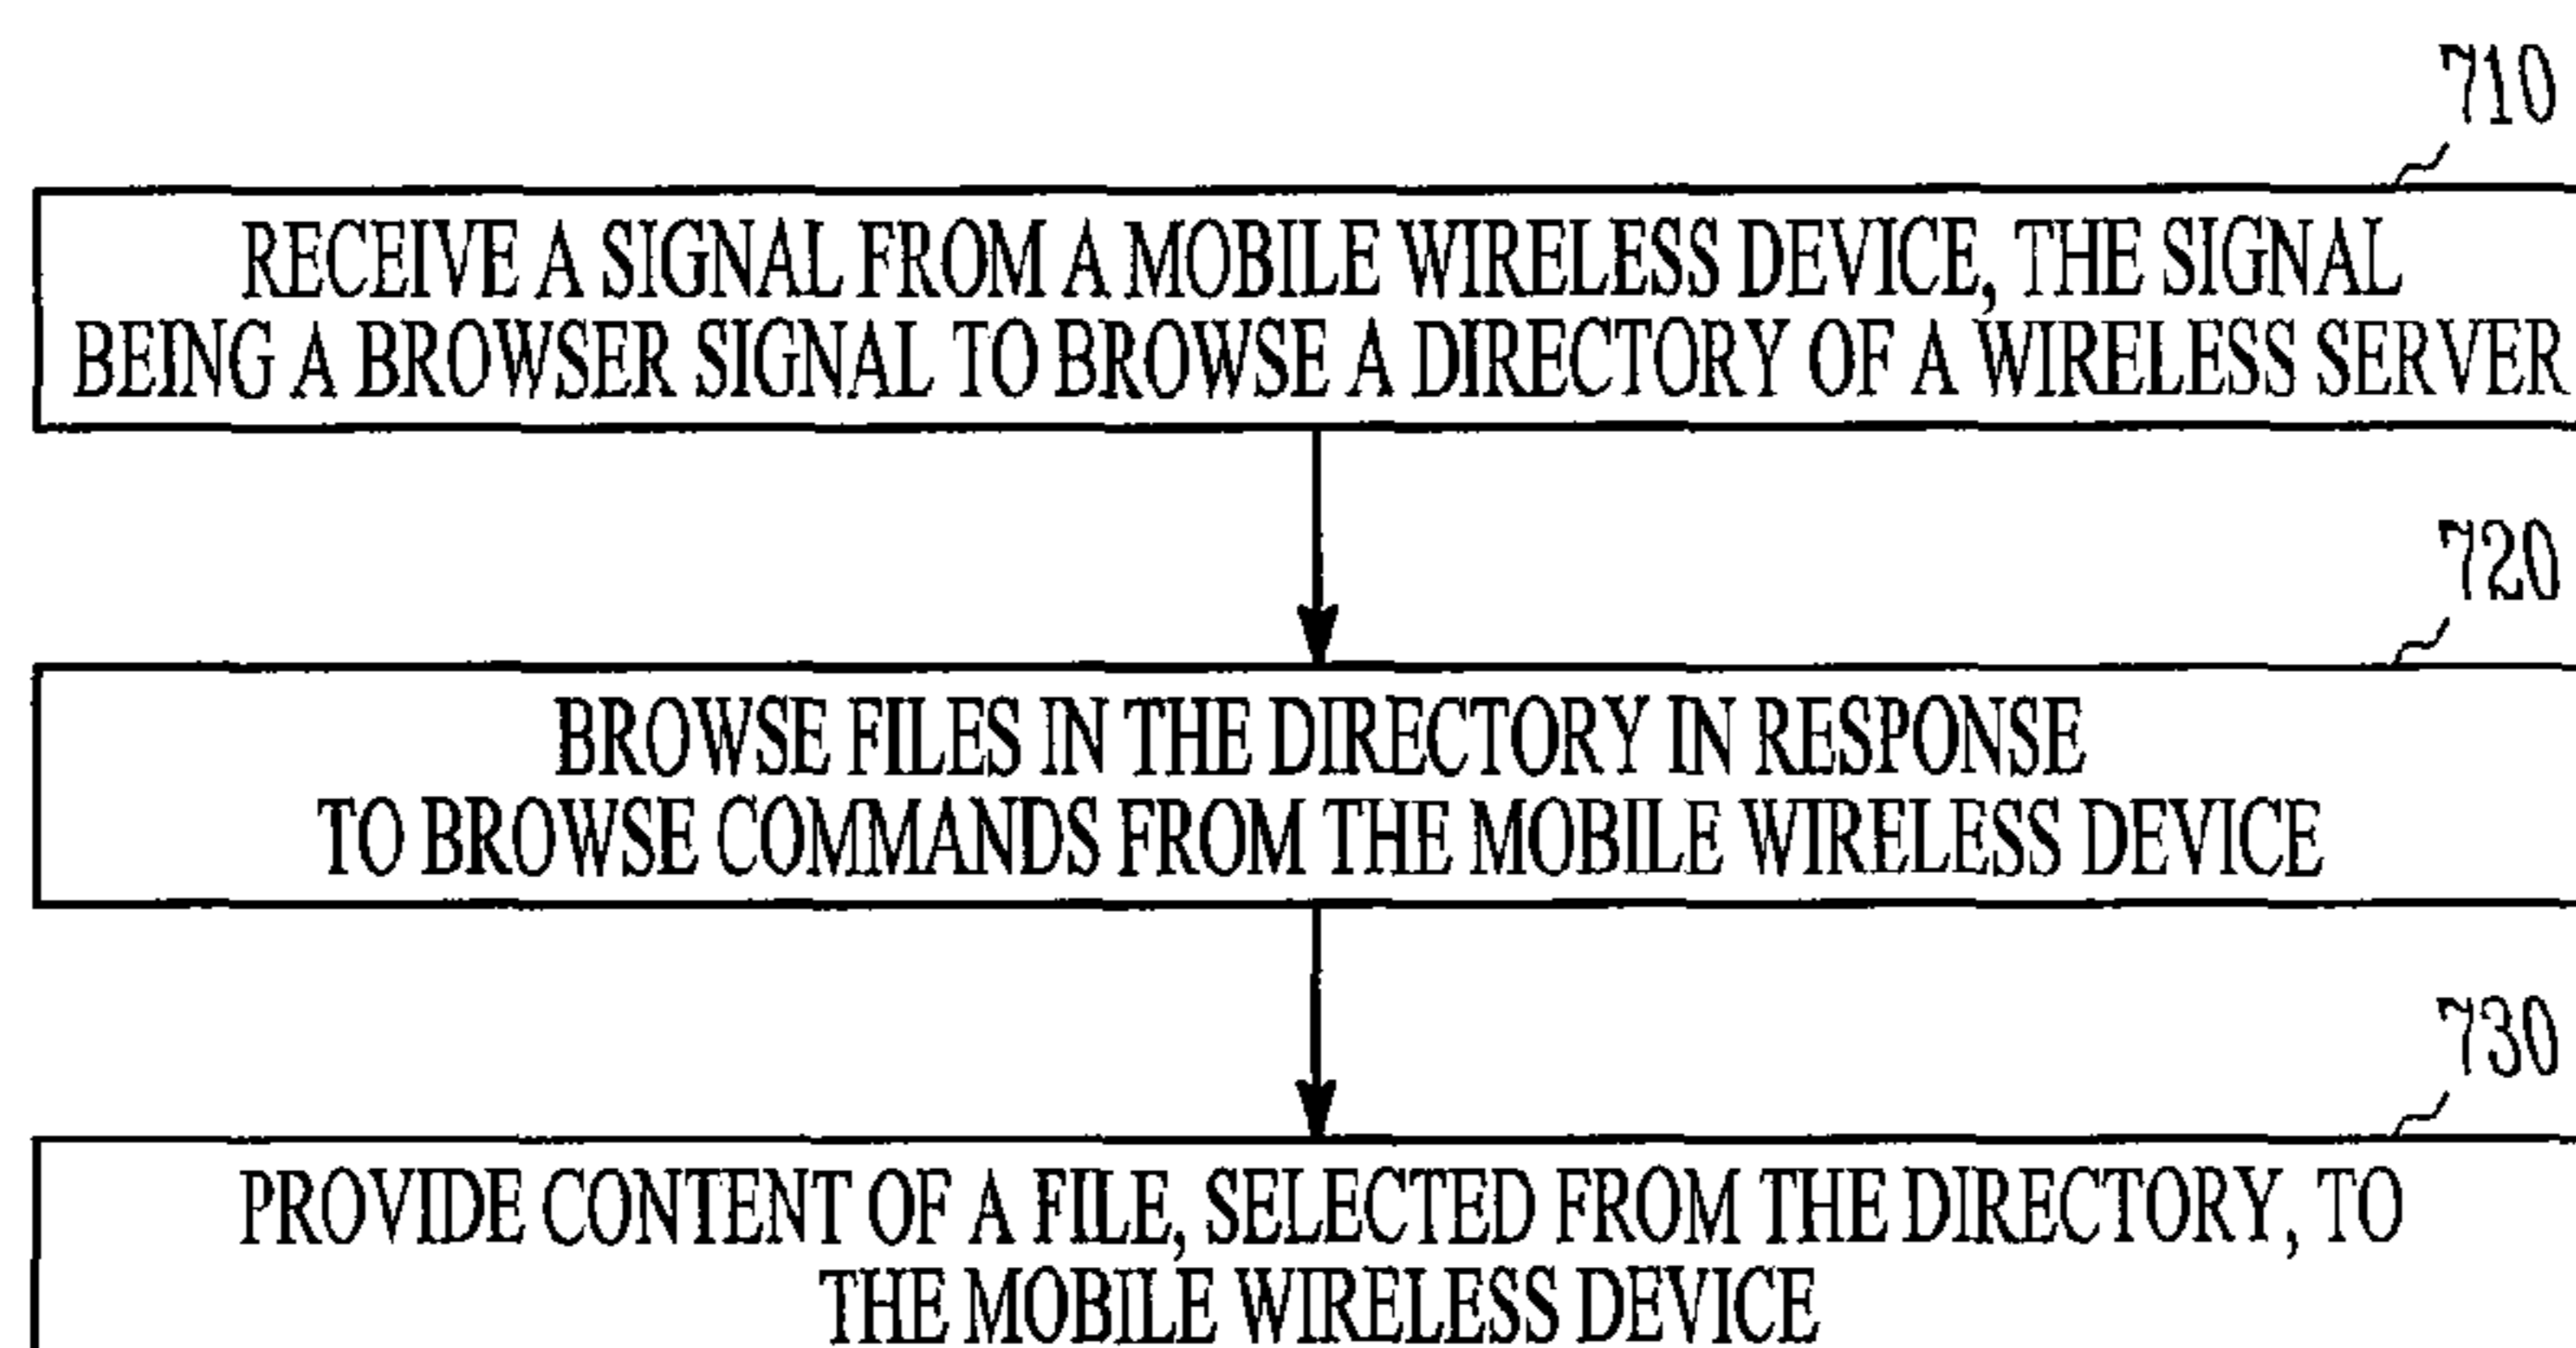 710
RECEIVE A SIGNAL FROM A MOBILE WIRELESS DEVICE, THE SIGNAL
BEING A BROWSER SIGNAL TO BROWSE A DIRECTORY OF A WIRELESS SERVER
720
BROWSE FILES IN THE DIRECTORY IN RESPONSE
TO BROWSE COMMANDS FROM THE MOBILE WIRELESS DEVICE
730
PROVIDE CONTENT OF A FILE, SELECTED FROM THE DIRECTORY, TO
THE MOBILE WIRELESS DEVICE